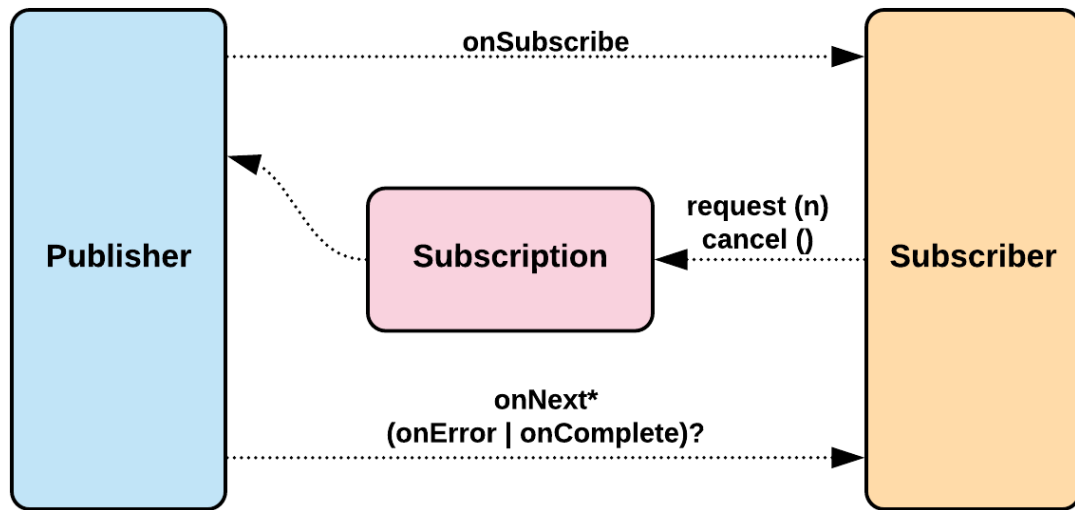 onSubscribe
Publisher
Subscription
request (n)
cancel ()
Subscriber
onNext*
(onError | onComplete)?